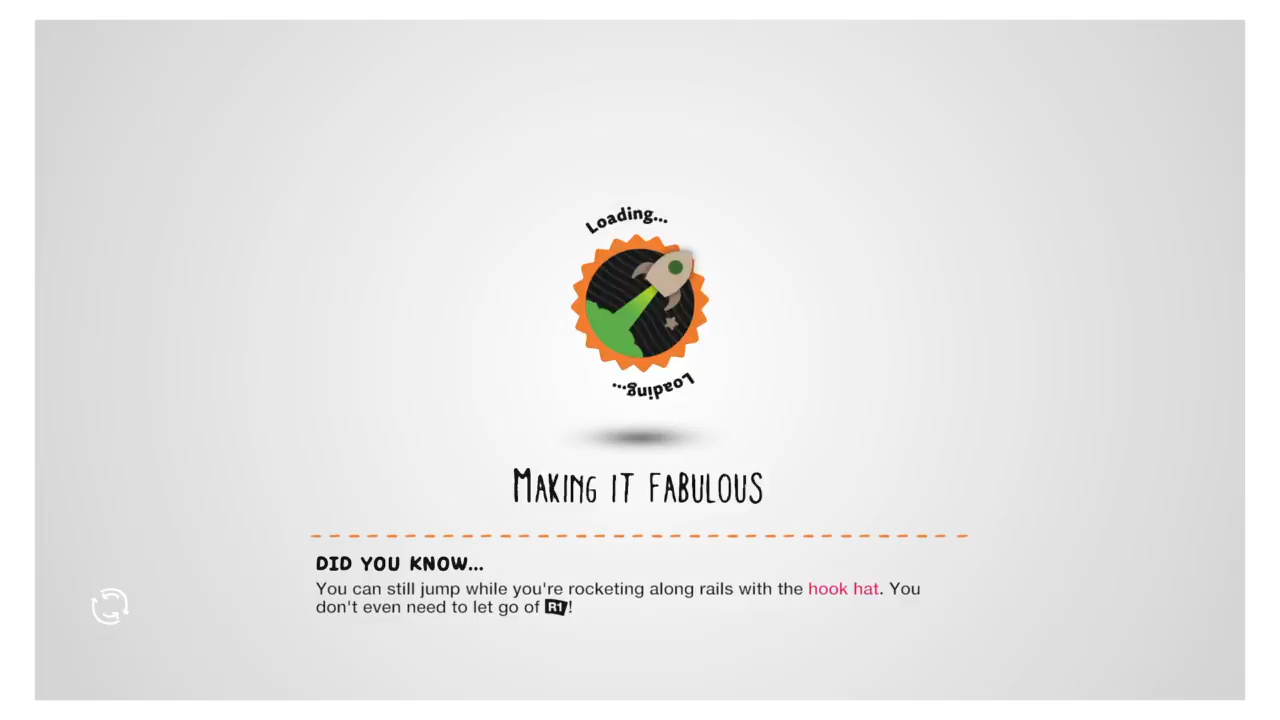 Loading...
Loading...
Making it fabulous
DID YOU KNOW...
You can still jump while you're rocketing along rails with the hook hat. You
don't even need to let go of R1!